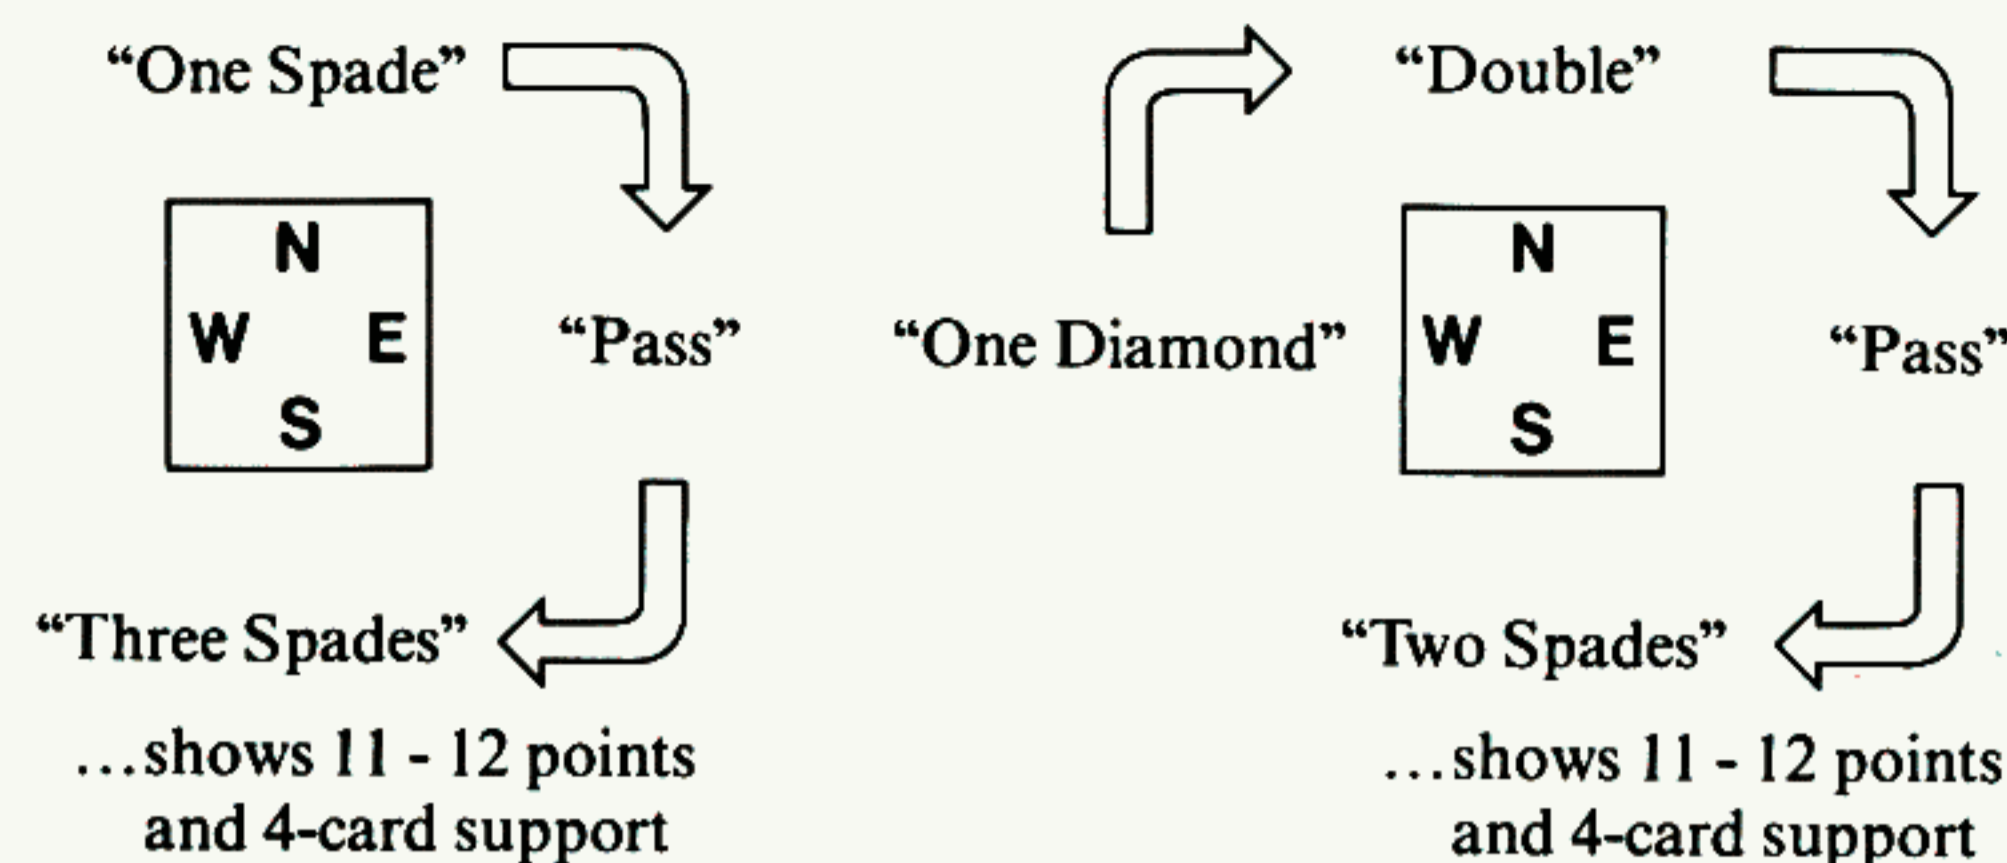 “One Spade”
“Pass”
“Three Spades”
...shows 11 - 12 points
and 4-card support
N
W E
S
“One Diamond”
“Double”
“Pass”
“Two Spades”
...shows 11 - 12 points
and 4-card support
N
W E
S